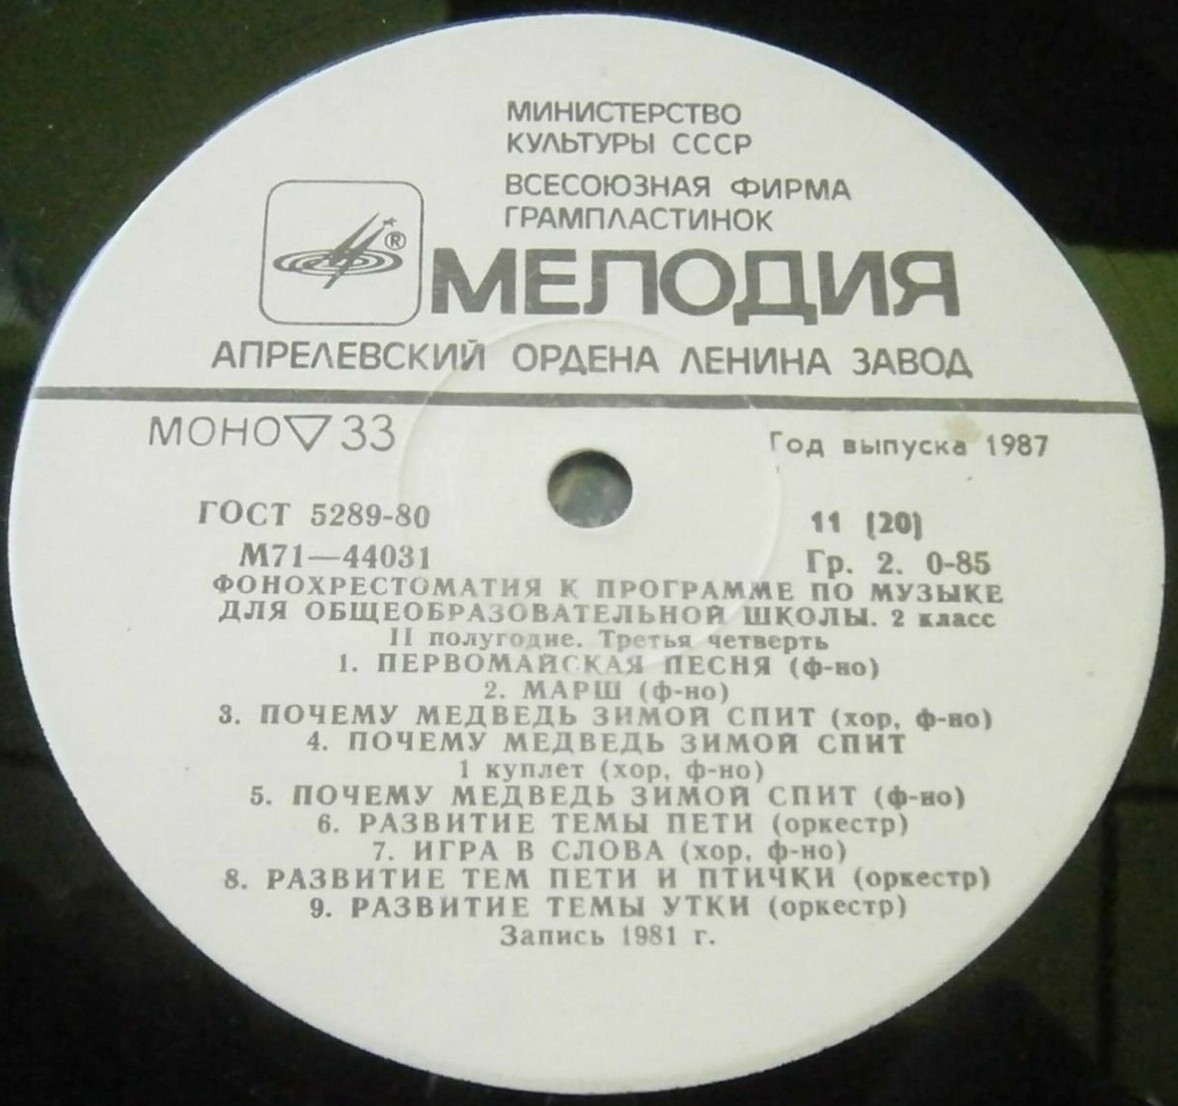 МИНИСТЕРСТВО
КУЛЬТУРЫ СССР
ВСЕСОЮЗНАЯ ФИРМА
ГРАМПЛАСТИНОК
®
МЕЛОДИЯ
АПРЕЛЕВСКИЙ ОРДЕНА ЛЕНИНА ЗАВОД
МОНО ▽ 33
Год выпуска 1987
ГОСТ 5289-80
11 (20)
М71—44031
Гр. 2. 0-85
ФОНОХРЕСТОМАТИЯ К ПРОГРАММЕ ПО МУЗЫКЕ
ДЛЯ ОБЩЕОБРАЗОВАТЕЛЬНОЙ ШКОЛЫ. 2 класс
II полугодие. Третья четверть
1. ПЕРВОМАЙСКАЯ ПЕСНЯ (ф-но)
2. МАРШ (ф-но)
3. ПОЧЕМУ МЕДВЕДЬ ЗИМОЙ СПИТ (хор, ф-но)
4. ПОЧЕМУ МЕДВЕДЬ ЗИМОЙ СПИТ
1 куплет (хор, ф-но)
5. ПОЧЕМУ МЕДВЕДЬ ЗИМОЙ СПИТ (ф-но)
6. РАЗВИТИЕ ТЕМЫ ПЕТИ (оркестр)
7. ИГРА В СЛОВА (хор, ф-но)
8. РАЗВИТИЕ ТЕМ ПЕТИ И ПТИЧКИ (оркестр)
9. РАЗВИТИЕ ТЕМЫ УТКИ (оркестр)
Запись 1981 г.